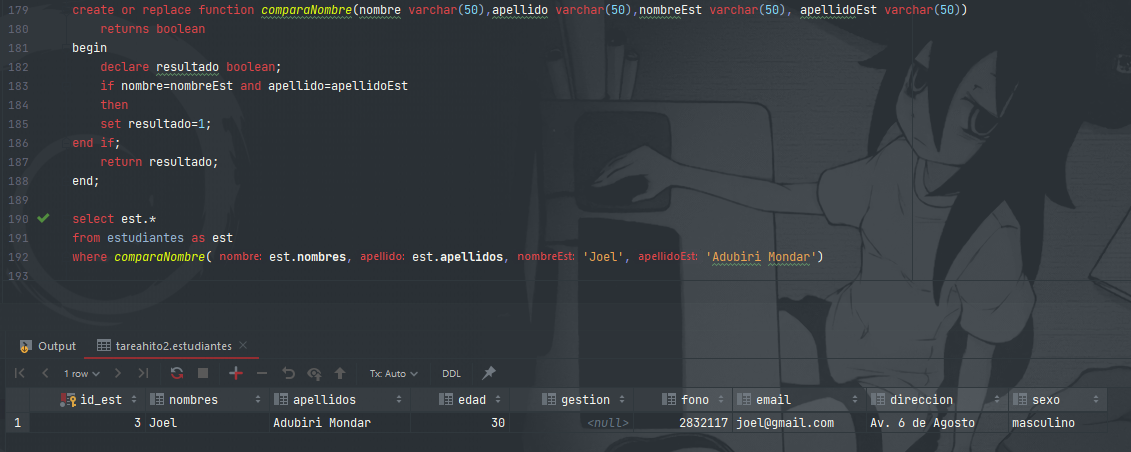 179 create or replace function comparaNombre(nombre varchar(50),apellido varchar(50),nombreEst varchar(50), apellidoEst varchar(50))
180 returns boolean
181 begin
182 declare resultado boolean;
183 if nombre=nombreEst and apellido=apellidoEst
184 then
185 set resultado=1;
186 end if;
187 return resultado;
188 end;
189
190 select est.*
191 from estudiantes as est
192 where comparaNombre( nombre: est.nombres, apellido: est.apellidos, nombreEst: 'Joel', apellidoEst: 'Adubiri Mondar')
193
Output tareahito2.estudiantes
1 row Tx: Auto DDL
id_est nombres apellidos edad gestion fono email direccion sexo
1 3 Joel Adubiri Mondar 30 <null> 2832117 joel@gmail.com Av. 6 de Agosto masculino